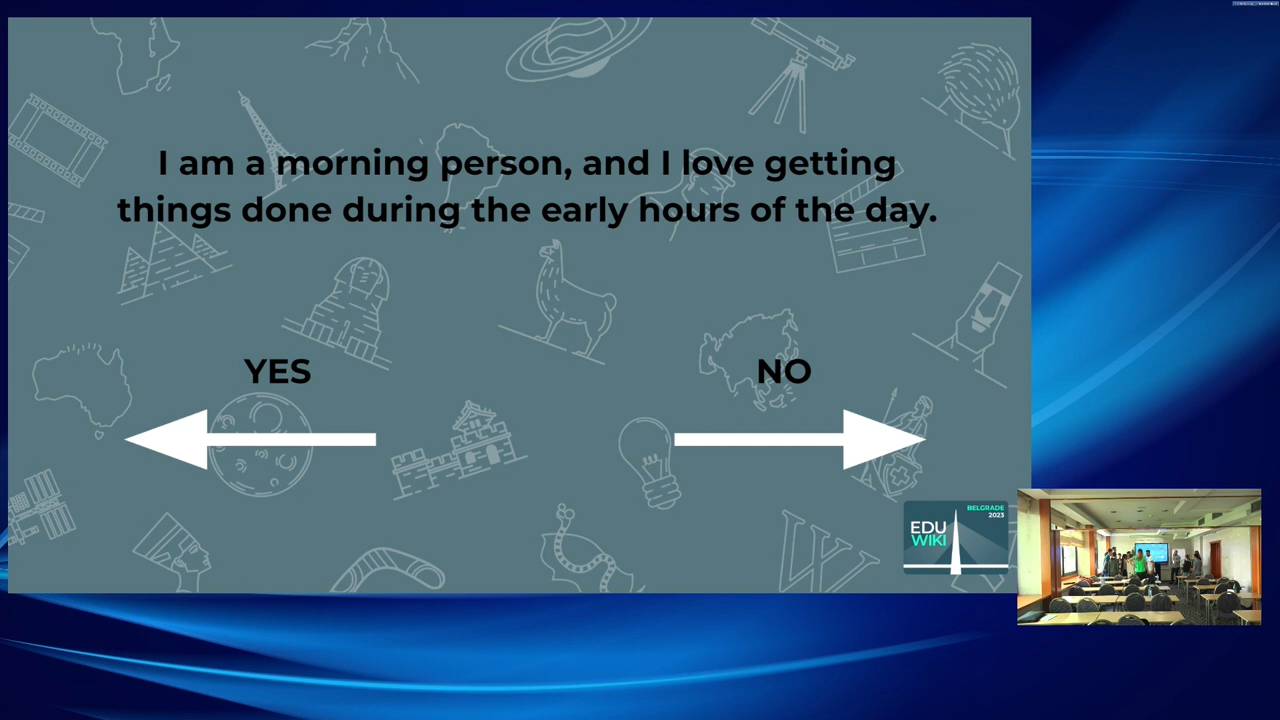 I am a morning person, and I love getting
things done during the early hours of the day.
YES
NO
BELGRADE
2023
EDU
WIKI
W